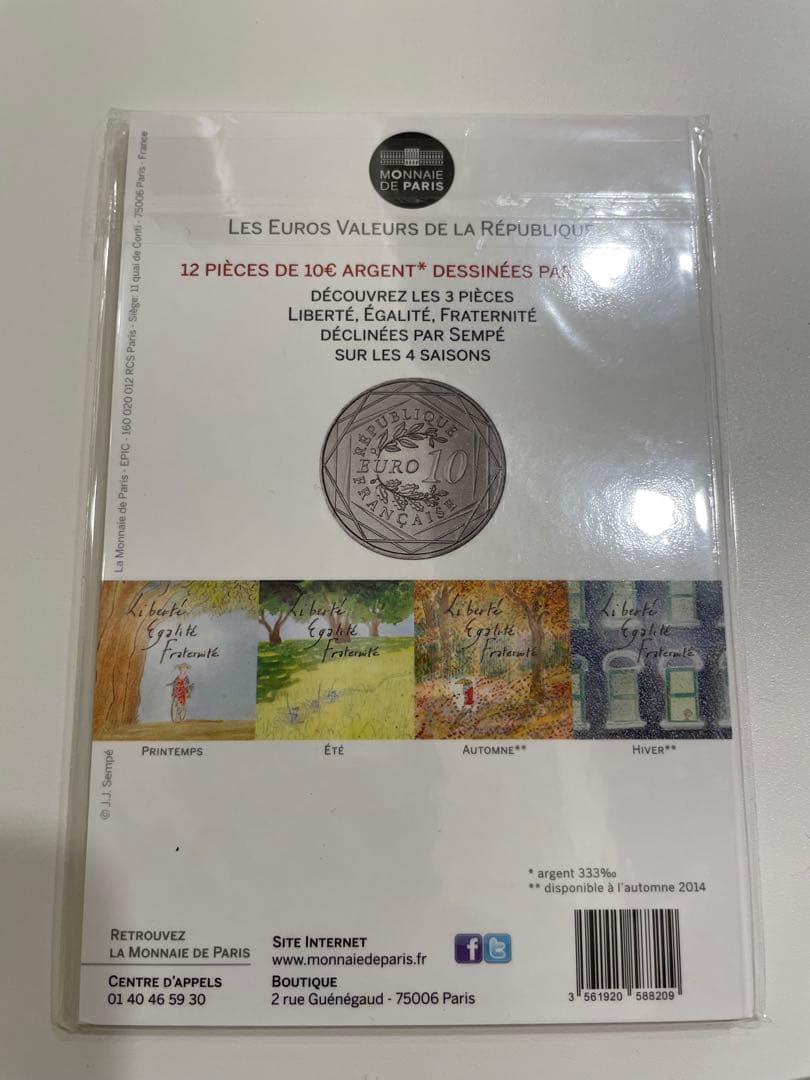 MONNAIE
DE PARIS
LES EUROS VALEURS DE LA RÉPUBLIQUE
12 PIÈCES DE 10€ ARGENT* DESSINÉES PAR
DÉCOUVREZ LES 3 PIÈCES
LIBERTÉ, ÉGALITÉ, FRATERNITÉ
DÉCLINÉES PAR SEMPÉ
SUR LES 4 SAISONS
RÉPUBLIQUE
EURO 10
FRANÇAISE
Liberté
Egalité
Fraternité
Liberté
Egalité
Fraternité
Liberté
Egalité
Fraternité
Liberté
Egalité
Fraternité
PRINTEMPS
ÉTÉ
AUTOMNE**
HIVER**
La Monnaie de Paris - EPIC - 160 020 012 RCS Paris - Siège: 11 quai de Conti - 75006 Paris - France
© J.J. Sempé
* argent 333‰
** disponible à l'automne 2014
RETROUVEZ
LA MONNAIE DE PARIS
CENTRE D'APPELS
01 40 46 59 30
SITE INTERNET
www.monnaiedeparis.fr
BOUTIQUE
2 rue Guénégaud - 75006 Paris
3 561920 588209